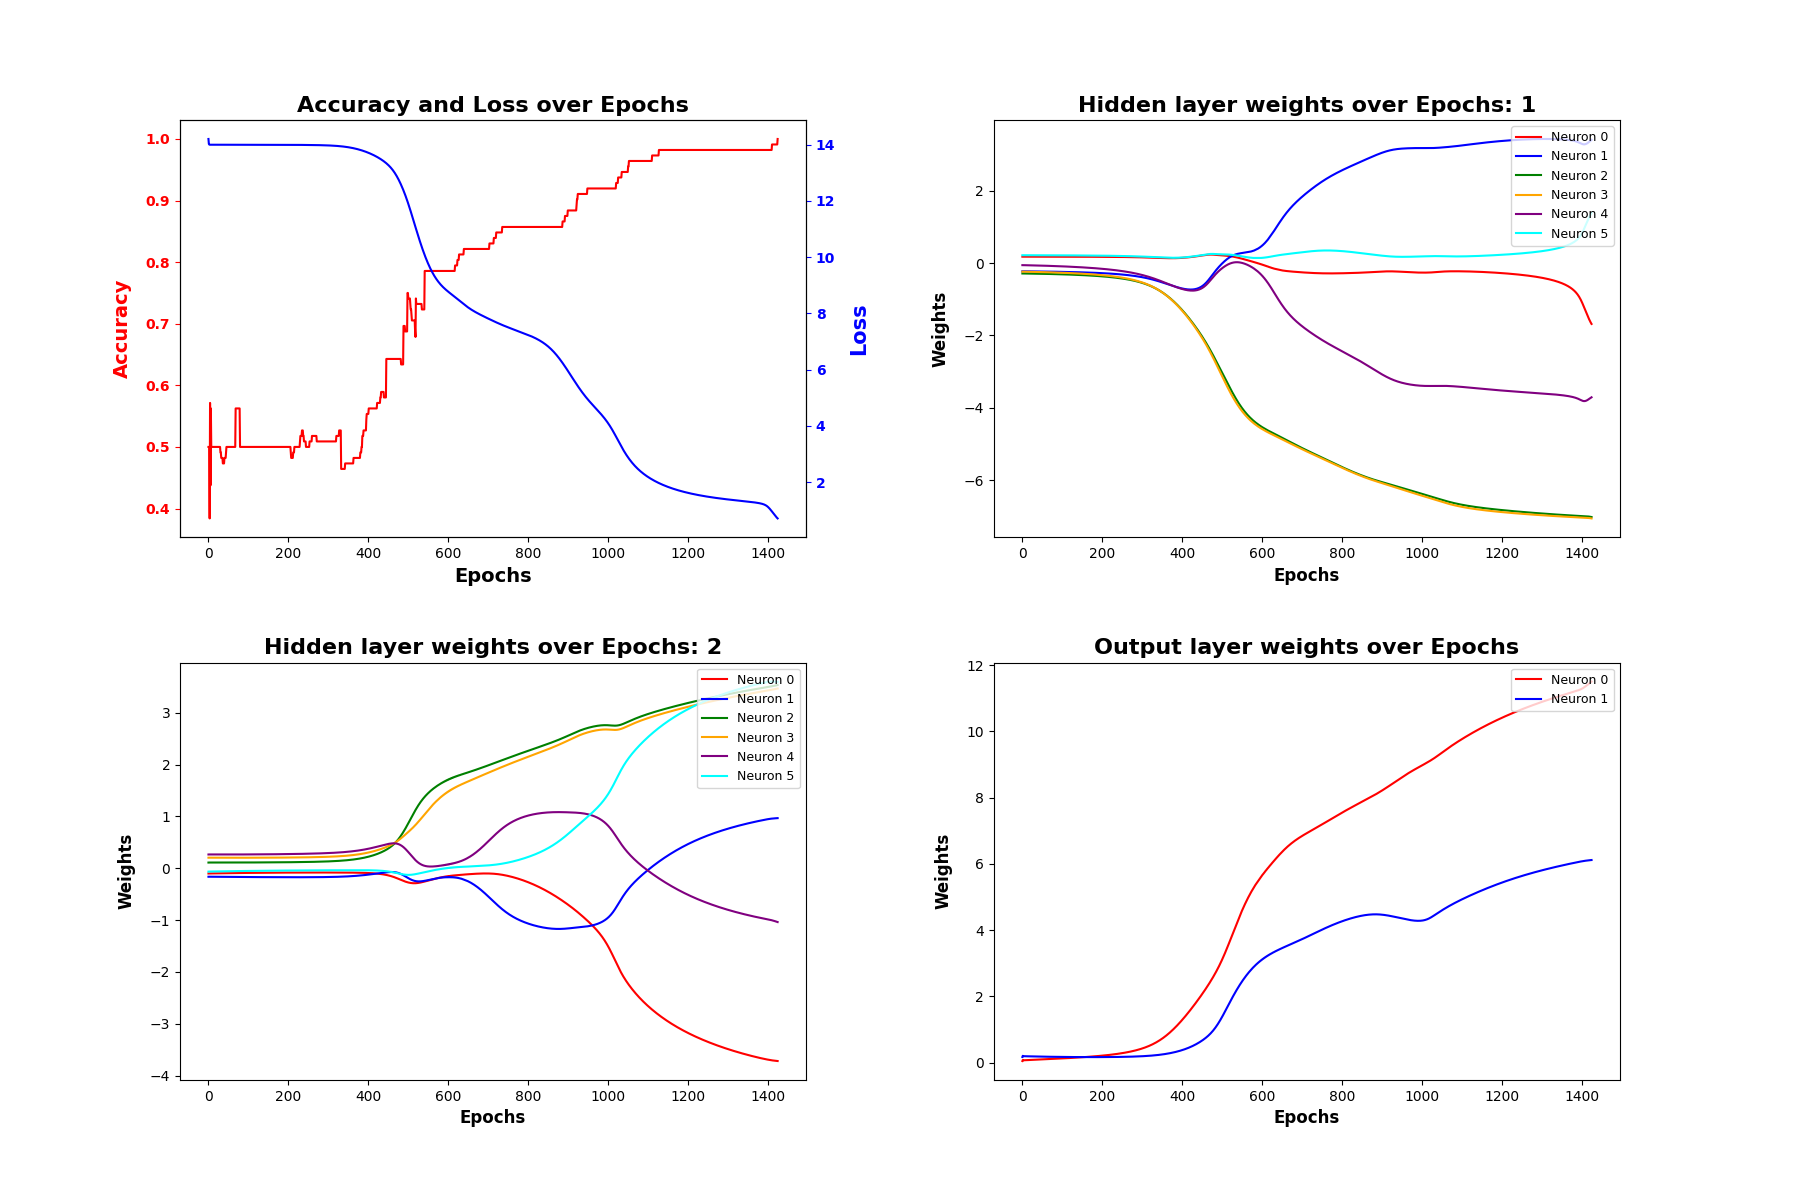 Accuracy and Loss over Epochs
1.0
0.9
0.8
0.7
0.6
0.5
0.4
Accuracy
14
12
10
8
6
4
2
Loss
0 200 400 600 800 1000 1200 1400
Epochs
Hidden layer weights over Epochs: 1
2
0
−2
−4
−6
Weights
Neuron 0
Neuron 1
Neuron 2
Neuron 3
Neuron 4
Neuron 5
0 200 400 600 800 1000 1200 1400
Epochs
Hidden layer weights over Epochs: 2
3
2
1
0
−1
−2
−3
−4
Weights
Neuron 0
Neuron 1
Neuron 2
Neuron 3
Neuron 4
Neuron 5
0 200 400 600 800 1000 1200 1400
Epochs
Output layer weights over Epochs
12
10
8
6
4
2
0
Weights
Neuron 0
Neuron 1
0 200 400 600 800 1000 1200 1400
Epochs